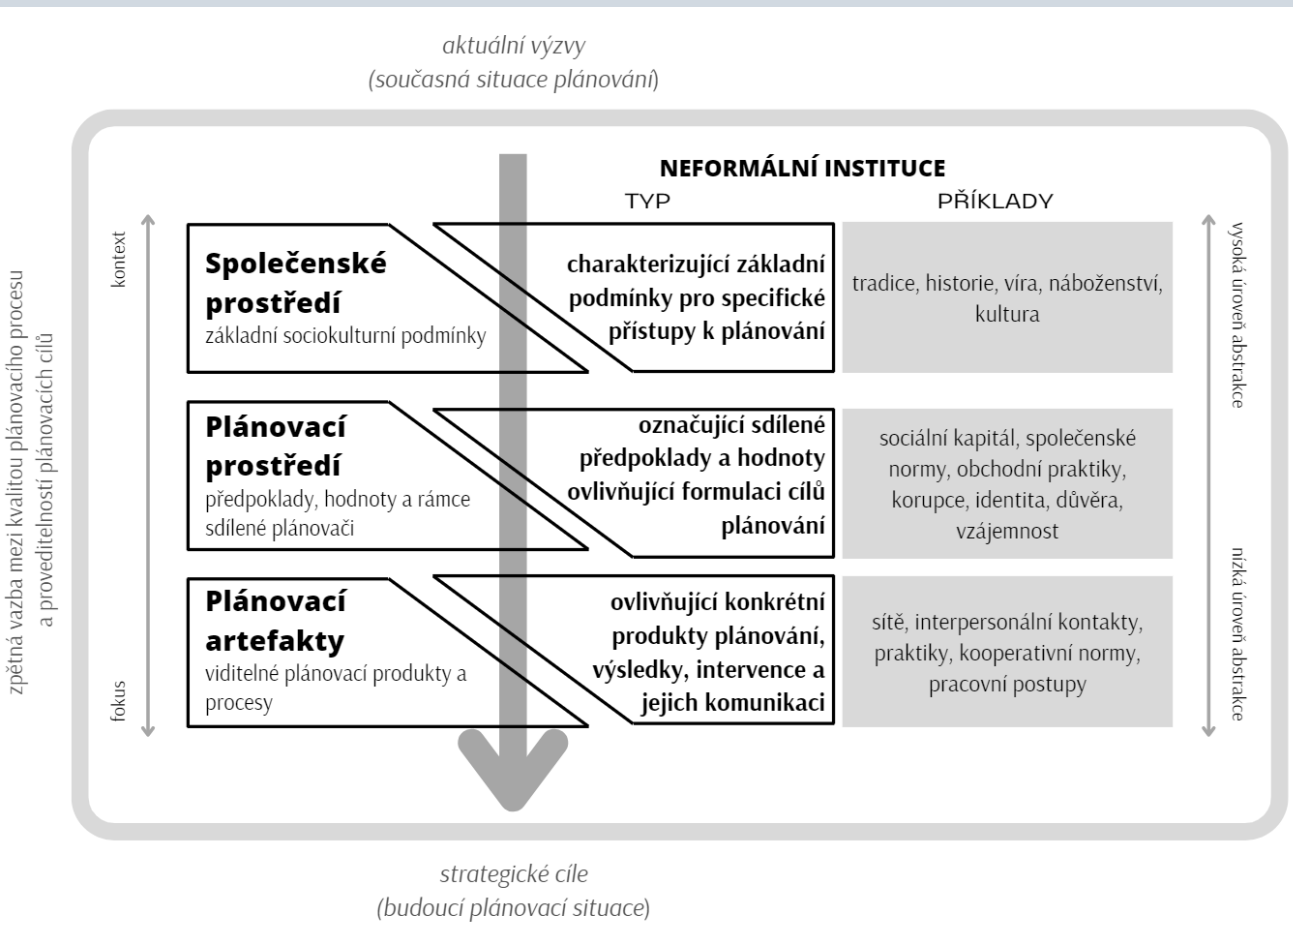 aktuální výzvy
(současná situace plánování)
NEFORMÁLNÍ INSTITUCE
TYP
PŘÍKLADY
zpětná vazba mezi kvalitou plánovacího procesu
a proveditelností plánovacích cílů
kontext
fokus
Společenské
prostředí
základní sociokulturní podmínky
charakterizující základní
podmínky pro specifické
přístupy k plánování
tradice, historie, víra, náboženství,
kultura
Plánovací
prostředí
předpoklady, hodnoty a rámce
sdílené plánovači
označující sdílené
předpoklady a hodnoty
ovlivňující formulaci cílů
plánování
sociální kapitál, společenské
normy, obchodní praktiky,
korupce, identita, důvěra,
vzájemnost
Plánovací
artefakty
viditelné plánovací produkty a
procesy
ovlivňující konkrétní
produkty plánování,
výsledky, intervence a
jejich komunikaci
sítě, interpersonální kontakty,
praktiky, kooperativní normy,
pracovní postupy
vysoká úroveň abstrakce
nízká úroveň abstrakce
strategické cíle
(budoucí plánovací situace)